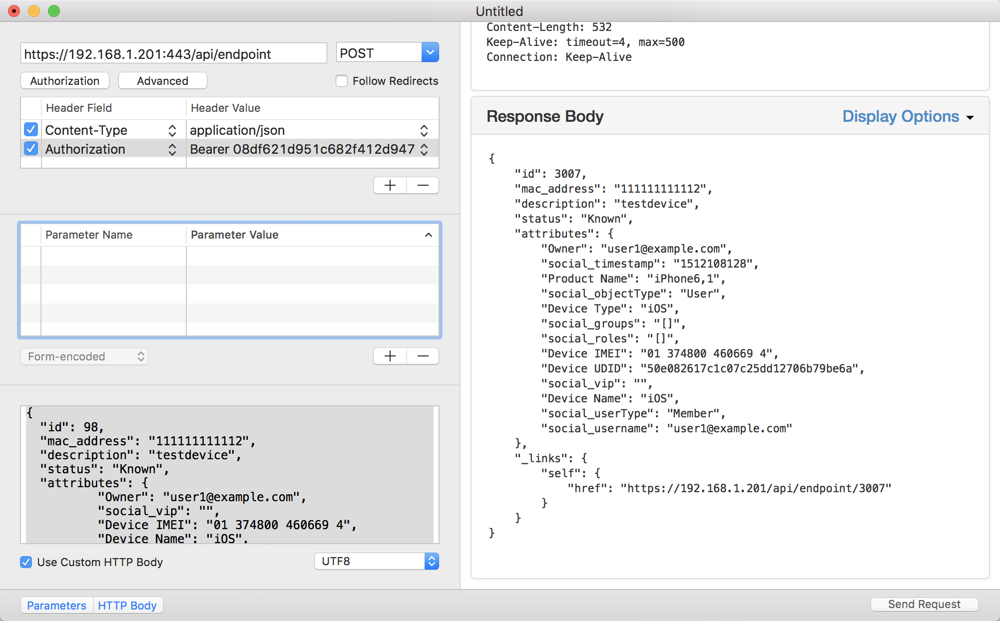 Untitled
https://192.168.1.201:443/api/endpoint
POST
Authorization
Advanced
Follow Redirects
Header Field
Header Value
Content-Type
application/json
Authorization
Bearer 08df621d951c682f412d947
Parameter Name
Parameter Value
Form-encoded
{
"id": 98,
"mac_address": "111111111112",
"description": "testdevice",
"status": "Known",
"attributes": {
"Owner": "user1@example.com",
"social_vip": "",
"Device IMEI": "01 374800 460669 4",
"Device Name": "iOS",
Use Custom HTTP Body
UTF8
Parameters
HTTP Body
Content-Length: 532
Keep-Alive: timeout=4, max=500
Connection: Keep-Alive
Response Body
Display Options
{
"id": 3007,
"mac_address": "111111111112",
"description": "testdevice",
"status": "Known",
"attributes": {
"Owner": "user1@example.com",
"social_timestamp": "1512108128",
"Product Name": "iPhone6,1",
"social_objectType": "User",
"Device Type": "iOS",
"social_groups": "[]",
"social_roles": "[]",
"Device IMEI": "01 374800 460669 4",
"Device UDID": "50e082617c1c07c25dd12706b79be6a",
"social_vip": "",
"Device Name": "iOS",
"social_userType": "Member",
"social_username": "user1@example.com"
},
"_links": {
"self": {
"href": "https://192.168.1.201/api/endpoint/3007"
}
}
}
Send Request